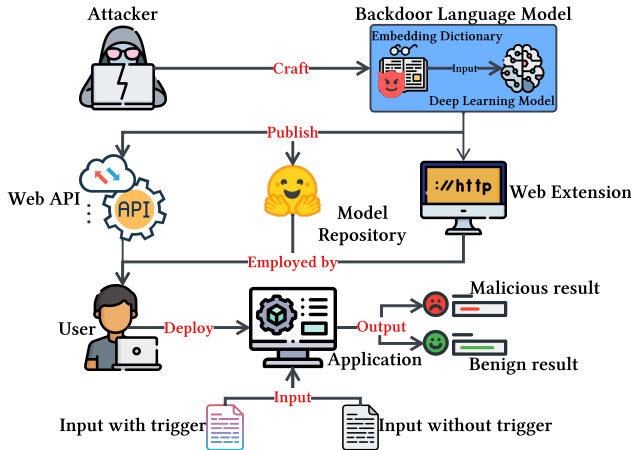 Attacker
Backdoor Language Model
Embedding Dictionary
Craft
Input
Deep Learning Model
Publish
Web API
API
://http
Web Extension
Model
Repository
Employed by
User
Deploy
Output
Malicious result
Application
Benign result
Input
Input with trigger
Input without trigger